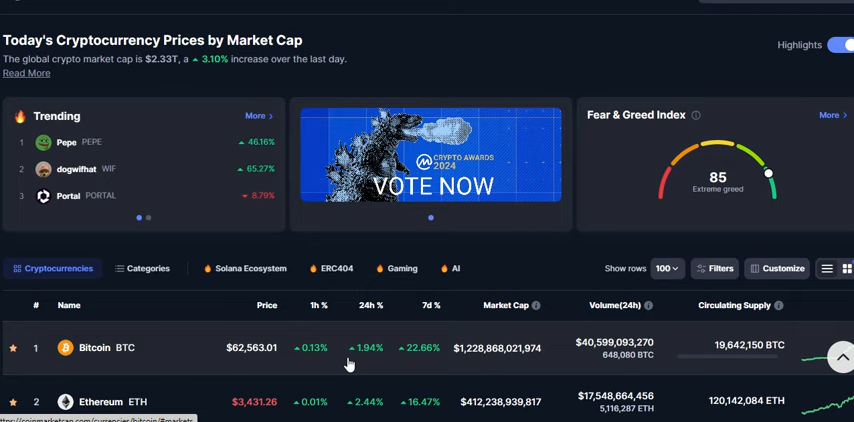 Today's Cryptocurrency Prices by Market Cap
Highlights
The global crypto market cap is $2.33T, a ▲ 3.10% increase over the last day.
Read More
Trending
More >
1 Pepe PEPE ▲ 46.16%
2 dogwifhat WIF ▲ 65.27%
3 Portal PORTAL ▼ 8.79%
CRYPTO AWARDS
2024
VOTE NOW
Fear & Greed Index
More >
85
Extreme greed
Cryptocurrencies Categories Solana Ecosystem ERC404 Gaming AI Show rows 100 Filters Customize
# Name Price 1h % 24h % 7d % Market Cap Volume(24h) Circulating Supply
1 Bitcoin BTC $62,563.01 ▲ 0.13% ▲ 1.94% ▲ 22.66% $1,228,868,021,974 $40,599,093,270 19,642,150 BTC
648,080 BTC
2 Ethereum ETH $3,431.26 ▲ 0.01% ▲ 2.44% ▲ 16.47% $412,238,939,817 $17,548,664,456 120,142,084 ETH
5,116,287 ETH
ttps://coinmarketcap.com/currencies/bitcoin/#markets